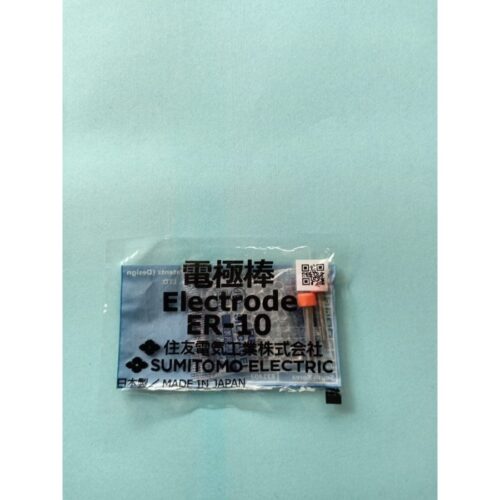 電極棒
Electrode
ER-10
住友電気工業株式会社
SUMITOMO ELECTRIC
日本製／MADE IN JAPAN